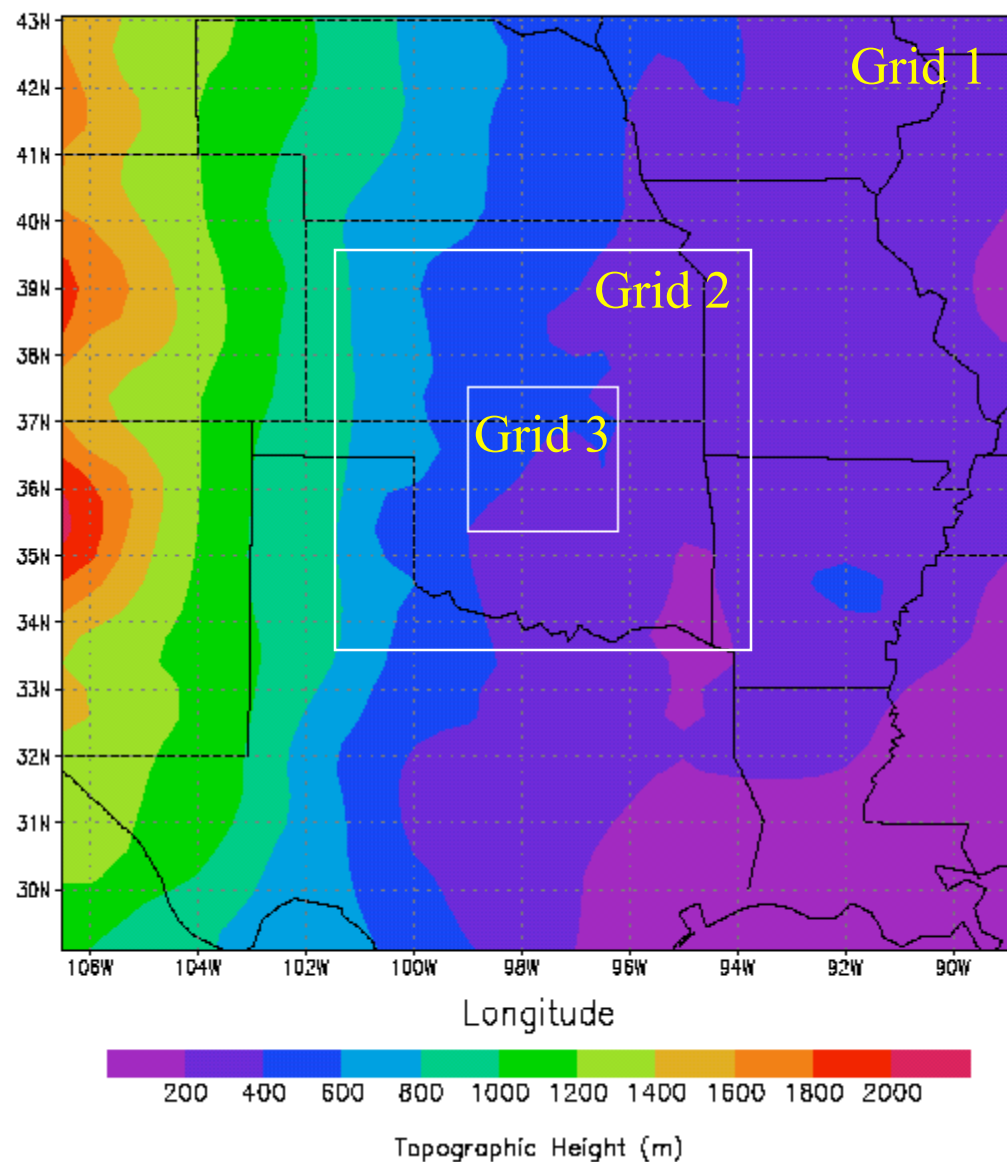 43N
Grid 1
42N
41N
40N
39N
Grid 2
38N
37N
Grid 3
36N
35N
34N
33N
32N
31N
30N
106W 104W 102W 100W 98W 96W 94W 92W 90W
Longitude
200 400 600 800 1000 1200 1400 1600 1800 2000
Topographic Height (m)